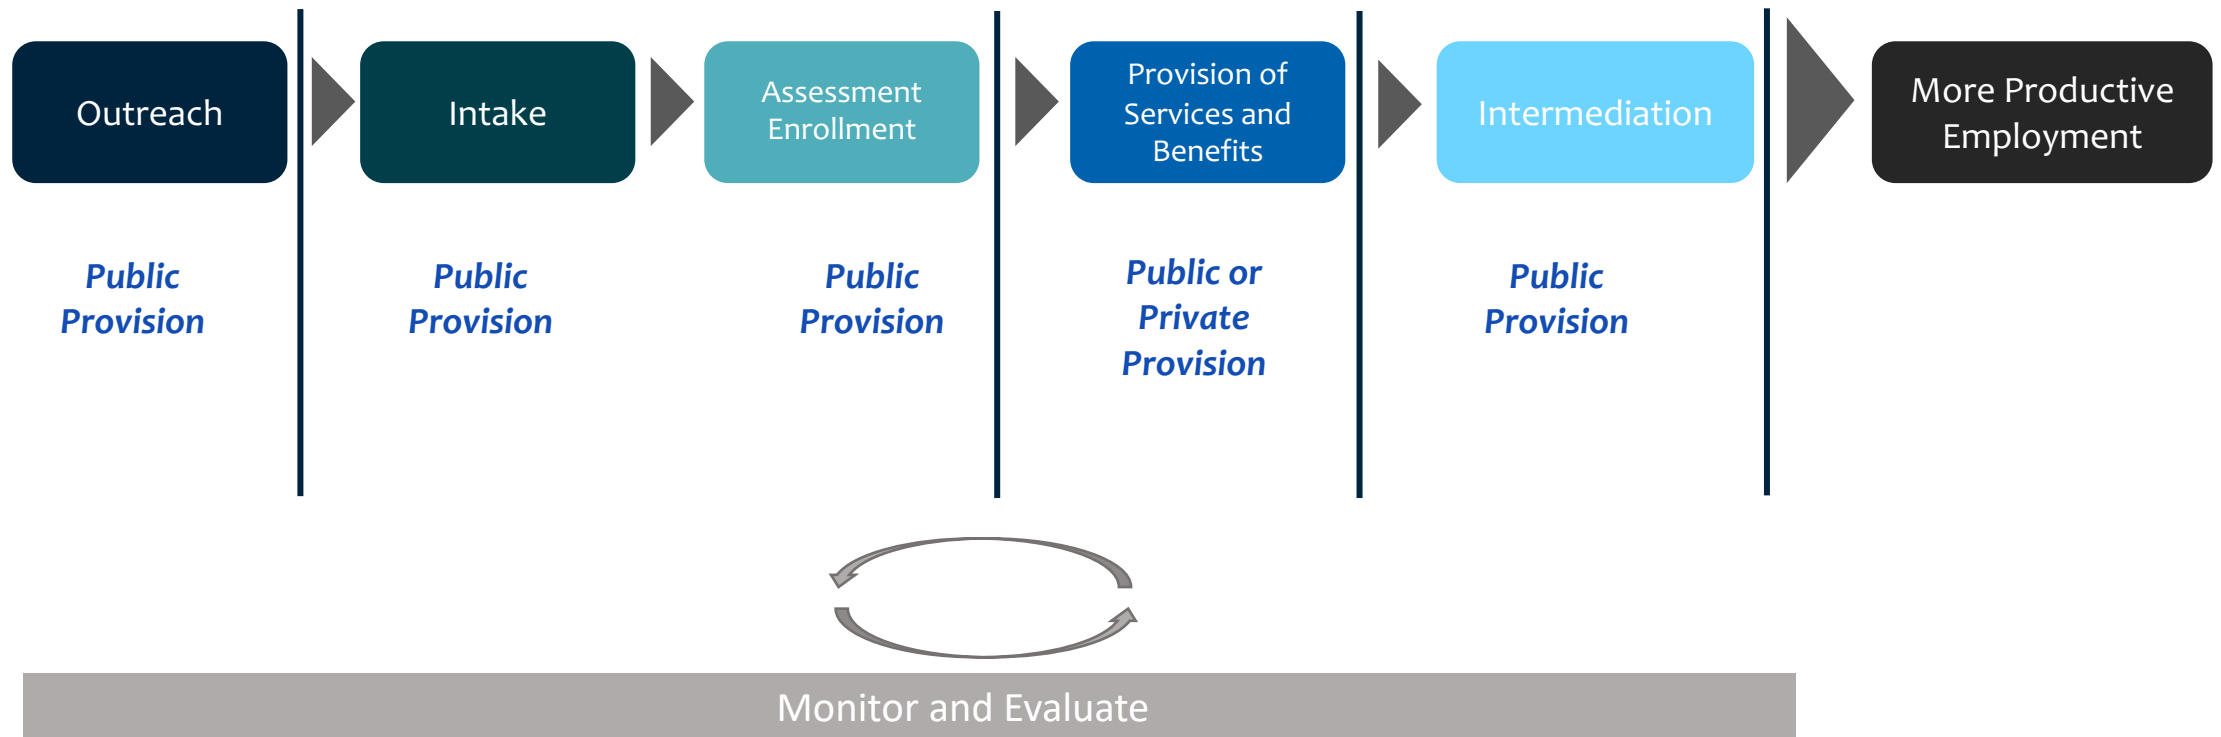 Outreach
Intake
Assessment
Enrollment
Provision of
Services and
Benefits
Intermediation
More Productive
Employment
Public
Provision
Public
Provision
Public
Provision
Public or
Private
Provision
Public
Provision
Monitor and Evaluate